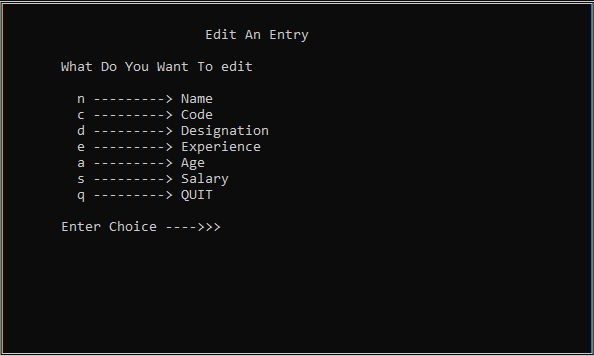 Edit An Entry
What Do You Want To edit
n ---------> Name
c ---------> Code
d ---------> Designation
e ---------> Experience
a ---------> Age
s ---------> Salary
q ---------> QUIT
Enter Choice ---->>>